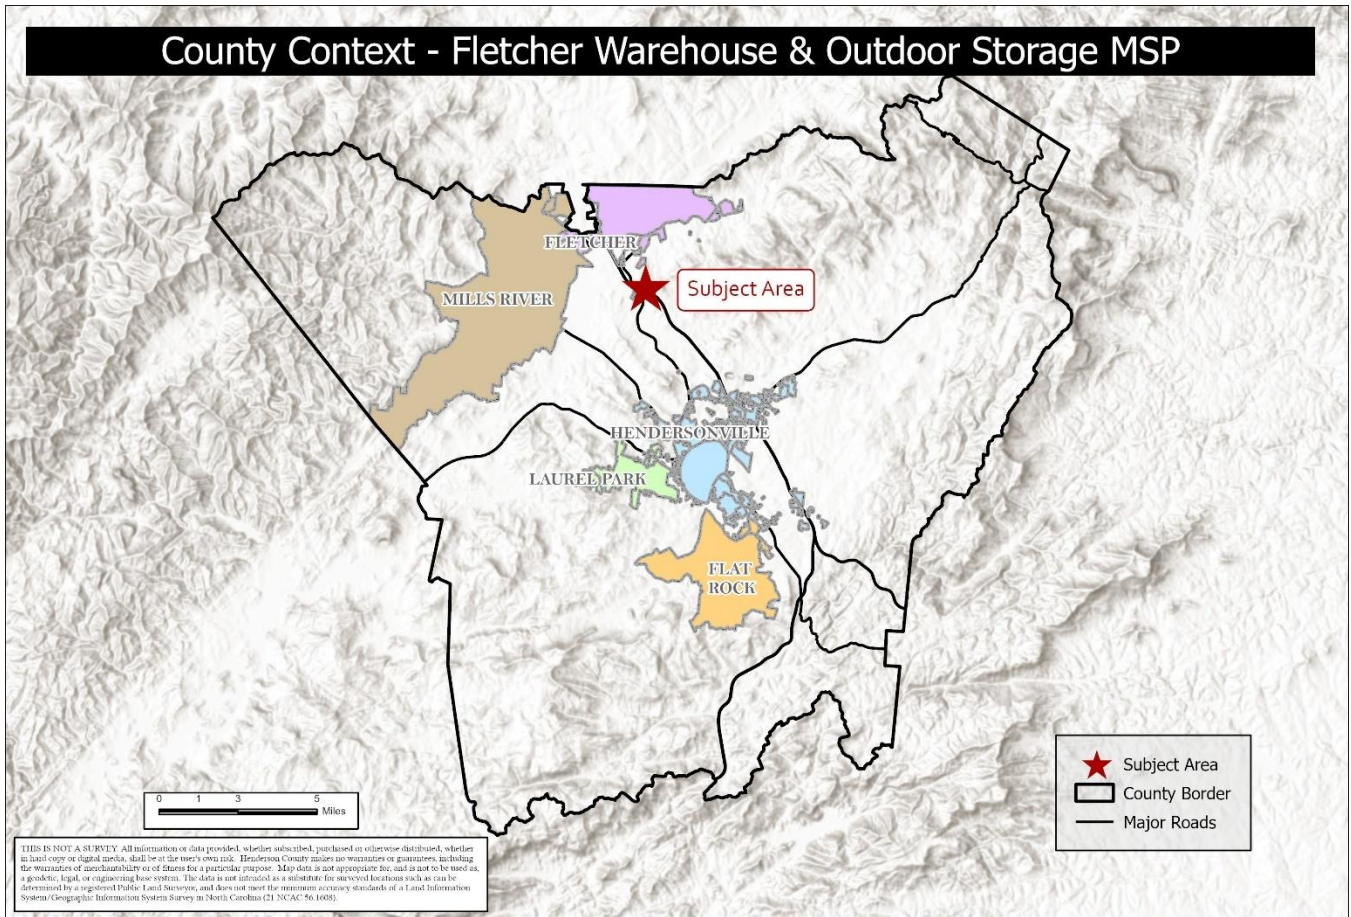 County Context - Fletcher Warehouse & Outdoor Storage MSP
FLETCHER
Subject Area
MILLS RIVER
HENDERSONVILLE
LAUREL PARK
FLAT
ROCK
Subject Area
County Border
Major Roads
0 1 3 5
Miles
THIS IS NOT A SURVEY. All information or data provided, whether subscribed, purchased or otherwise distributed, whether
in hard copy or digital media, shall be at the user's own risk. Henderson County makes no warranties or guarantees, including
the warranties of merchantability or of fitness for a particular purpose. Map data is not appropriate for, and is not to be used as,
a geodetic, legal, or engineering base system. The data is not intended as a substitute for surveyed locations such as can be
determined by a registered Public Land Surveyor, and does not meet the minimum accuracy standards of a Land Information
System/Geographic Information System Survey in North Carolina (21 NCAC 56.1608).